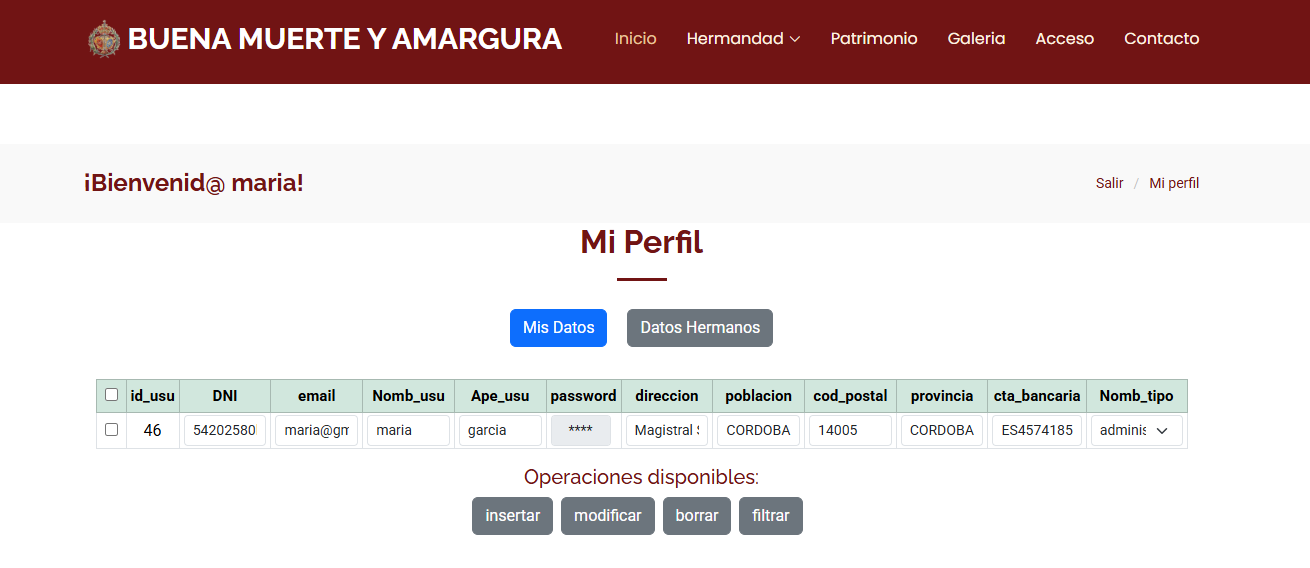 BUENA MUERTE Y AMARGURA Inicio Hermandad Patrimonio Galeria Acceso Contacto
¡Bienvenid@ maria! Salir / Mi perfil
Mi Perfil
Mis Datos Datos Hermanos
id_usu DNI email Nomb_usu Ape_usu password direccion poblacion cod_postal provincia cta_bancaria Nomb_tipo
46 54202580 maria@gm maria garcia **** Magistral S CORDOBA 14005 CORDOBA ES4574185 adminis
Operaciones disponibles:
insertar modificar borrar filtrar